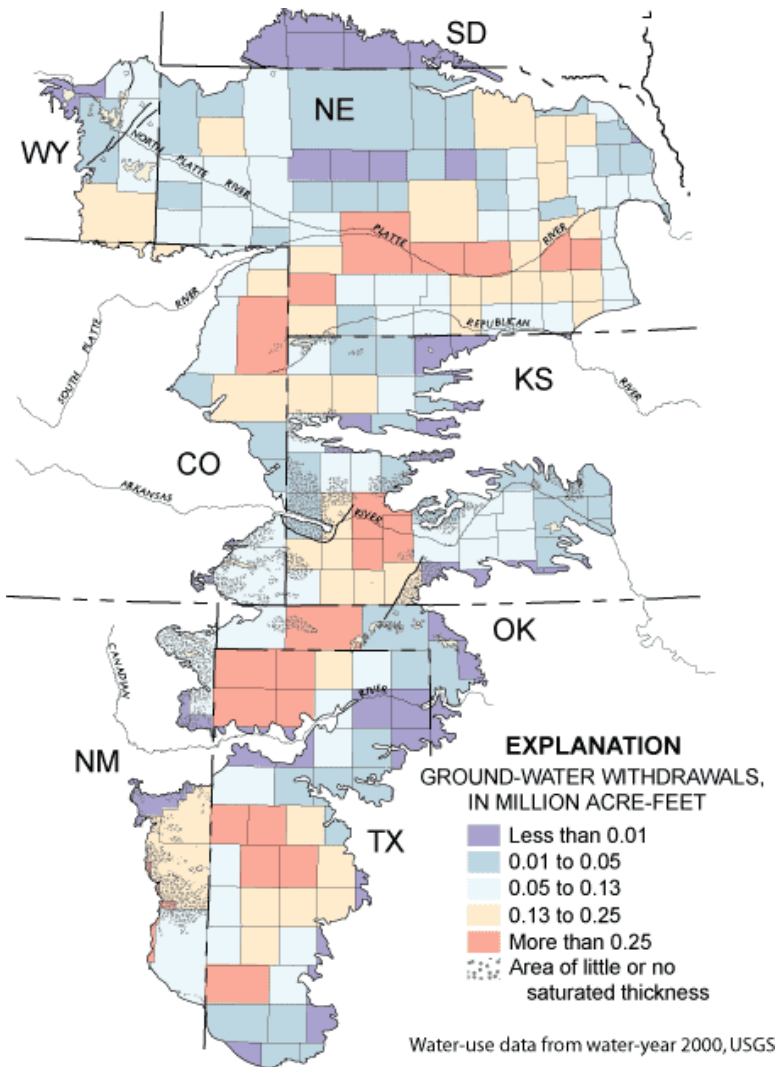 SD
NE
WY
NORTH PLATTE RIVER
PLATTE RIVER
SOUTH PLATTE RIVER
REPUBLICAN RIVER
KS
CO
ARKANSAS RIVER
OK
CANADIAN RIVER
NM
TX
EXPLANATION
GROUND-WATER WITHDRAWALS,
IN MILLION ACRE-FEET
Less than 0.01
0.01 to 0.05
0.05 to 0.13
0.13 to 0.25
More than 0.25
Area of little or no
saturated thickness
Water-use data from water-year 2000, USGS